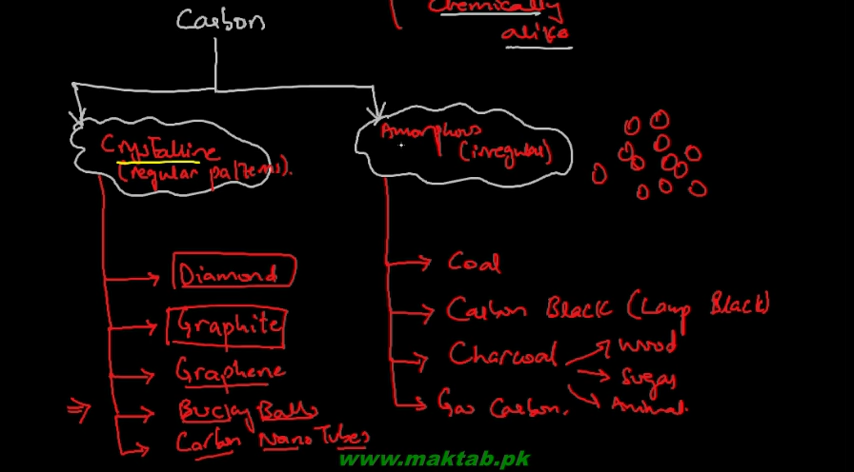 Chemically
alike
Carbon
Crystalline
(regular patterns).
Amorphous
(irregular)
Diamond
Graphite
Graphene
Bucky Balls
Carbon Nano Tubes
Coal
Carbon Black (Lamp Black)
Charcoal
Wood
Sugar
Animal.
Gas Carbon.
www.maktab.pk